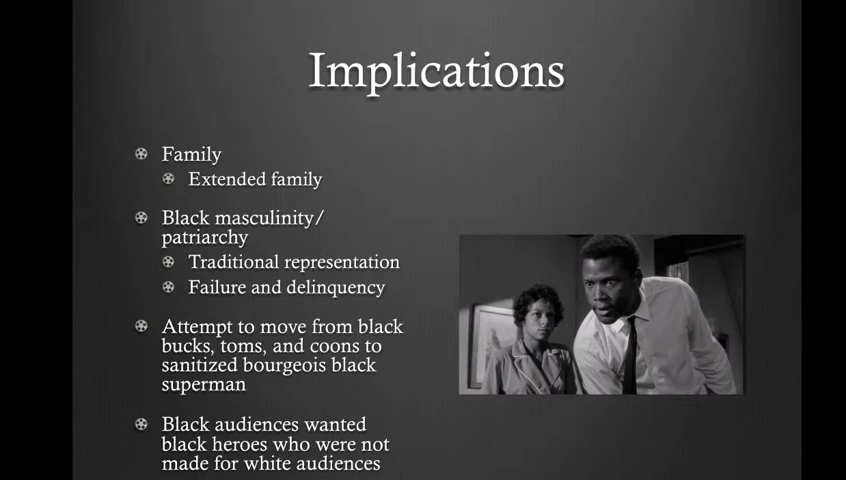 Implications
Family
Extended family
Black masculinity/
patriarchy
Traditional representation
Failure and delinquency
Attempt to move from black
bucks, toms, and coons to
sanitized bourgeois black
superman
Black audiences wanted
black heroes who were not
made for white audiences